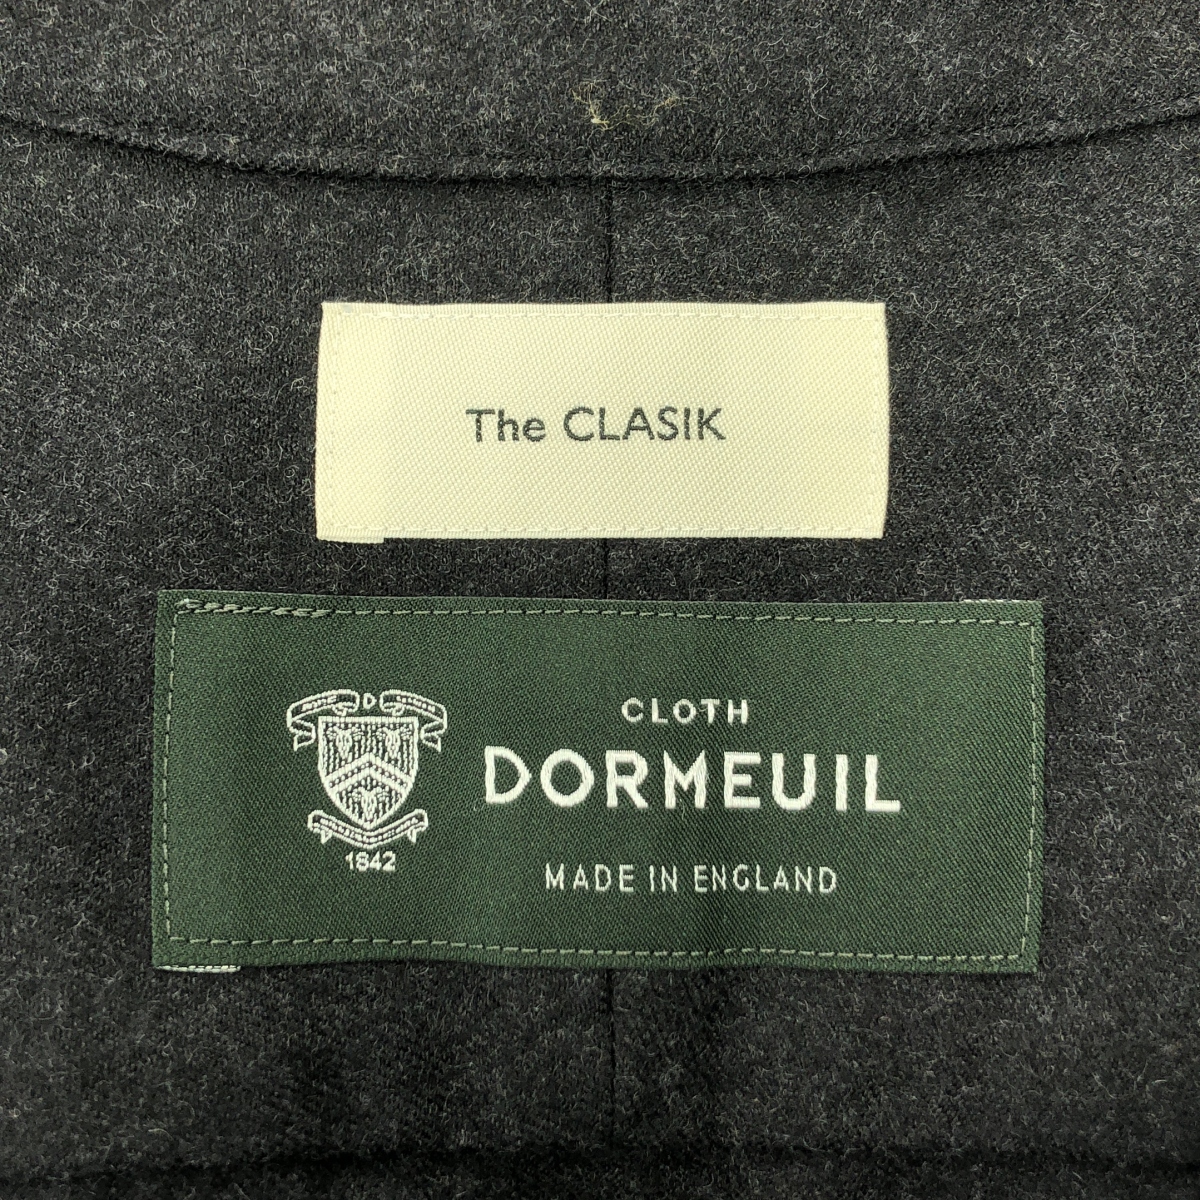 The CLASIK
D
1842
CLOTH
DORMEUIL
MADE IN ENGLAND